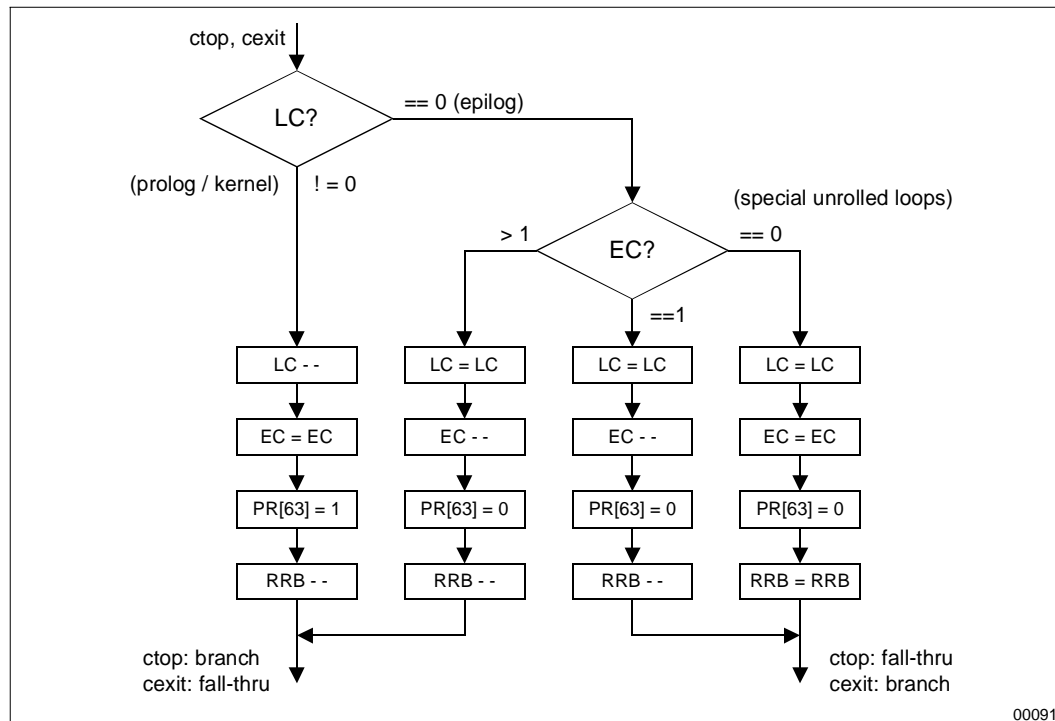 ctop, cexit
LC?
== 0 (epilog)
(prolog / kernel)
! = 0
(special unrolled loops)
> 1
EC?
== 0
==1
LC - -
LC = LC
LC = LC
LC = LC
EC = EC
EC - -
EC - -
EC = EC
PR[63] = 1
PR[63] = 0
PR[63] = 0
PR[63] = 0
RRB - -
RRB - -
RRB - -
RRB = RRB
ctop: branch
cexit: fall-thru
ctop: fall-thru
cexit: branch
00091